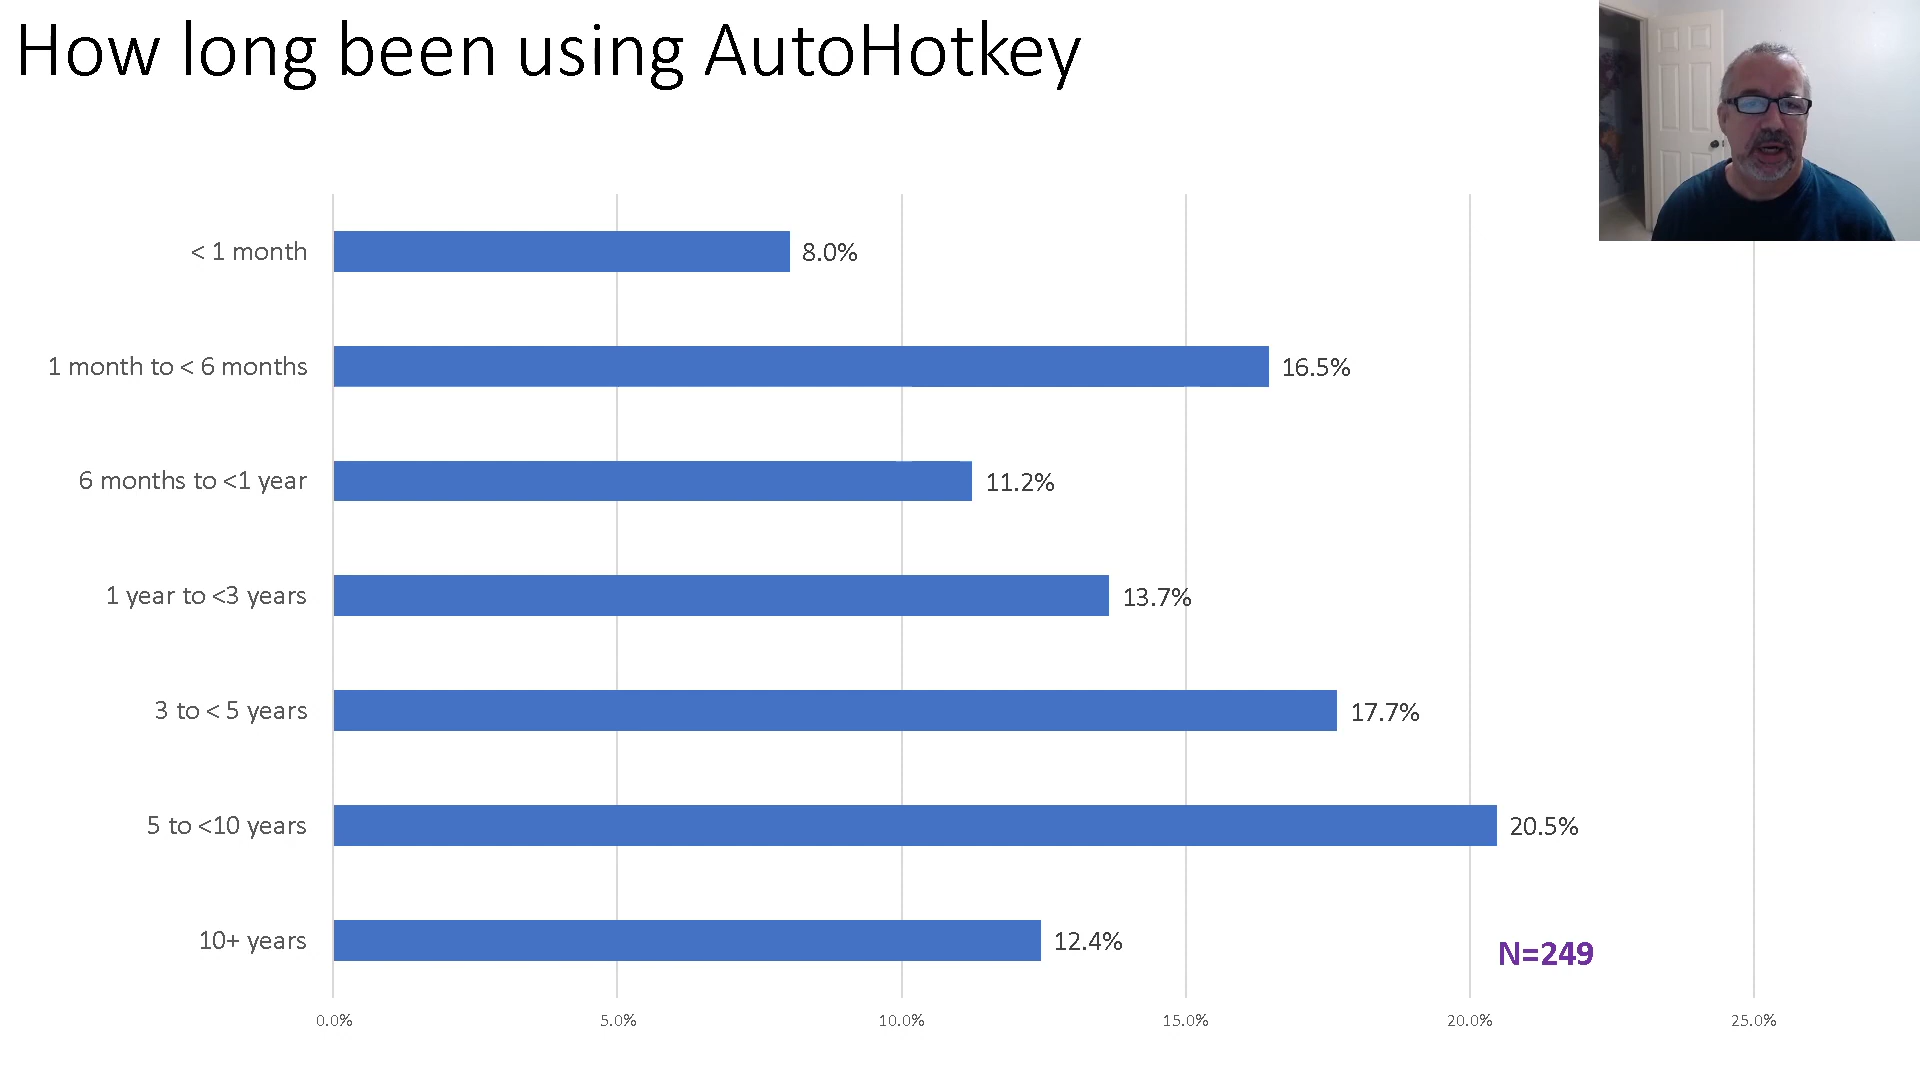 How long been using AutoHotkey
< 1 month
8.0%
1 month to < 6 months
16.5%
6 months to <1 year
11.2%
1 year to <3 years
13.7%
3 to < 5 years
17.7%
5 to <10 years
20.5%
10+ years
12.4%
N=249
0.0%
5.0%
10.0%
15.0%
20.0%
25.0%